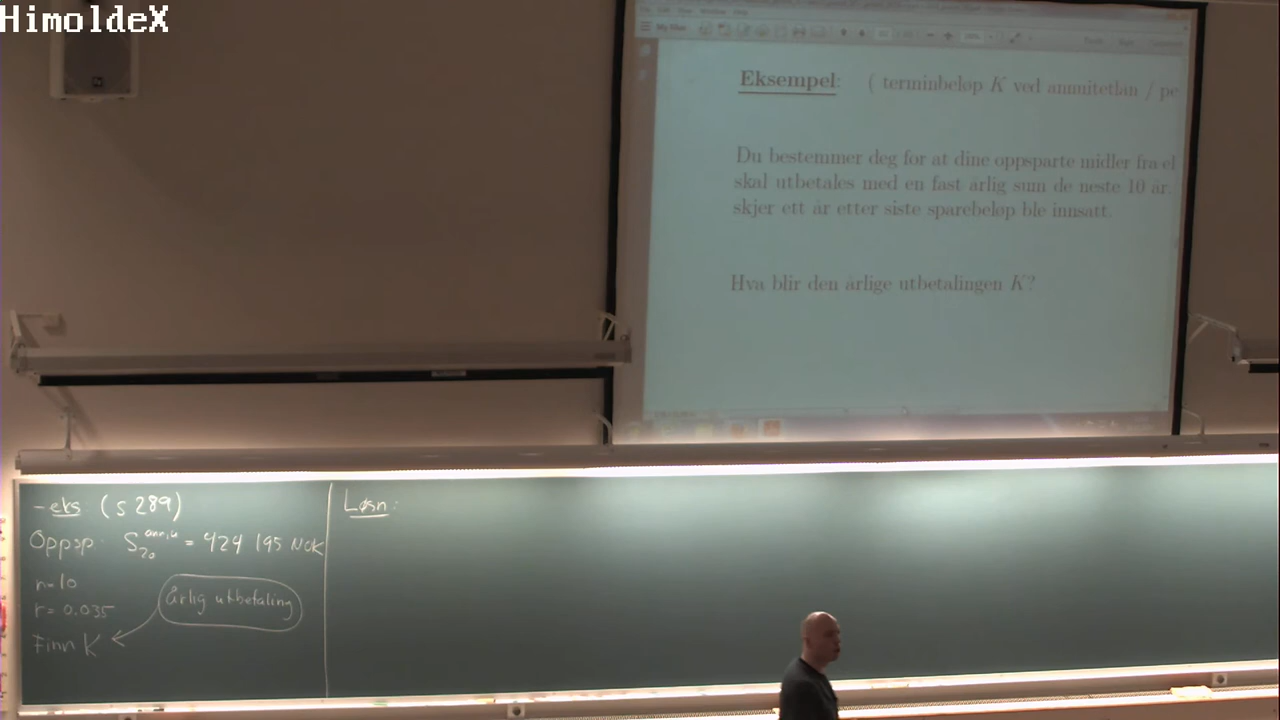 HimoldeX
Eksempel: ( terminbeløp K ved annuitetlån / pe
Du bestemmer deg for at dine oppsparte midler fra el
skal utbetales med en fast årlig sum de neste 10 år.
skjer ett år etter siste sparebeløp ble innsatt.
Hva blir den årlige utbetalingen K?
-eks (s 289)
Oppsp. S₂₀ = 424 195 NOK
n=10
r= 0.035
årlig utbetaling
Finn K
Løsn: